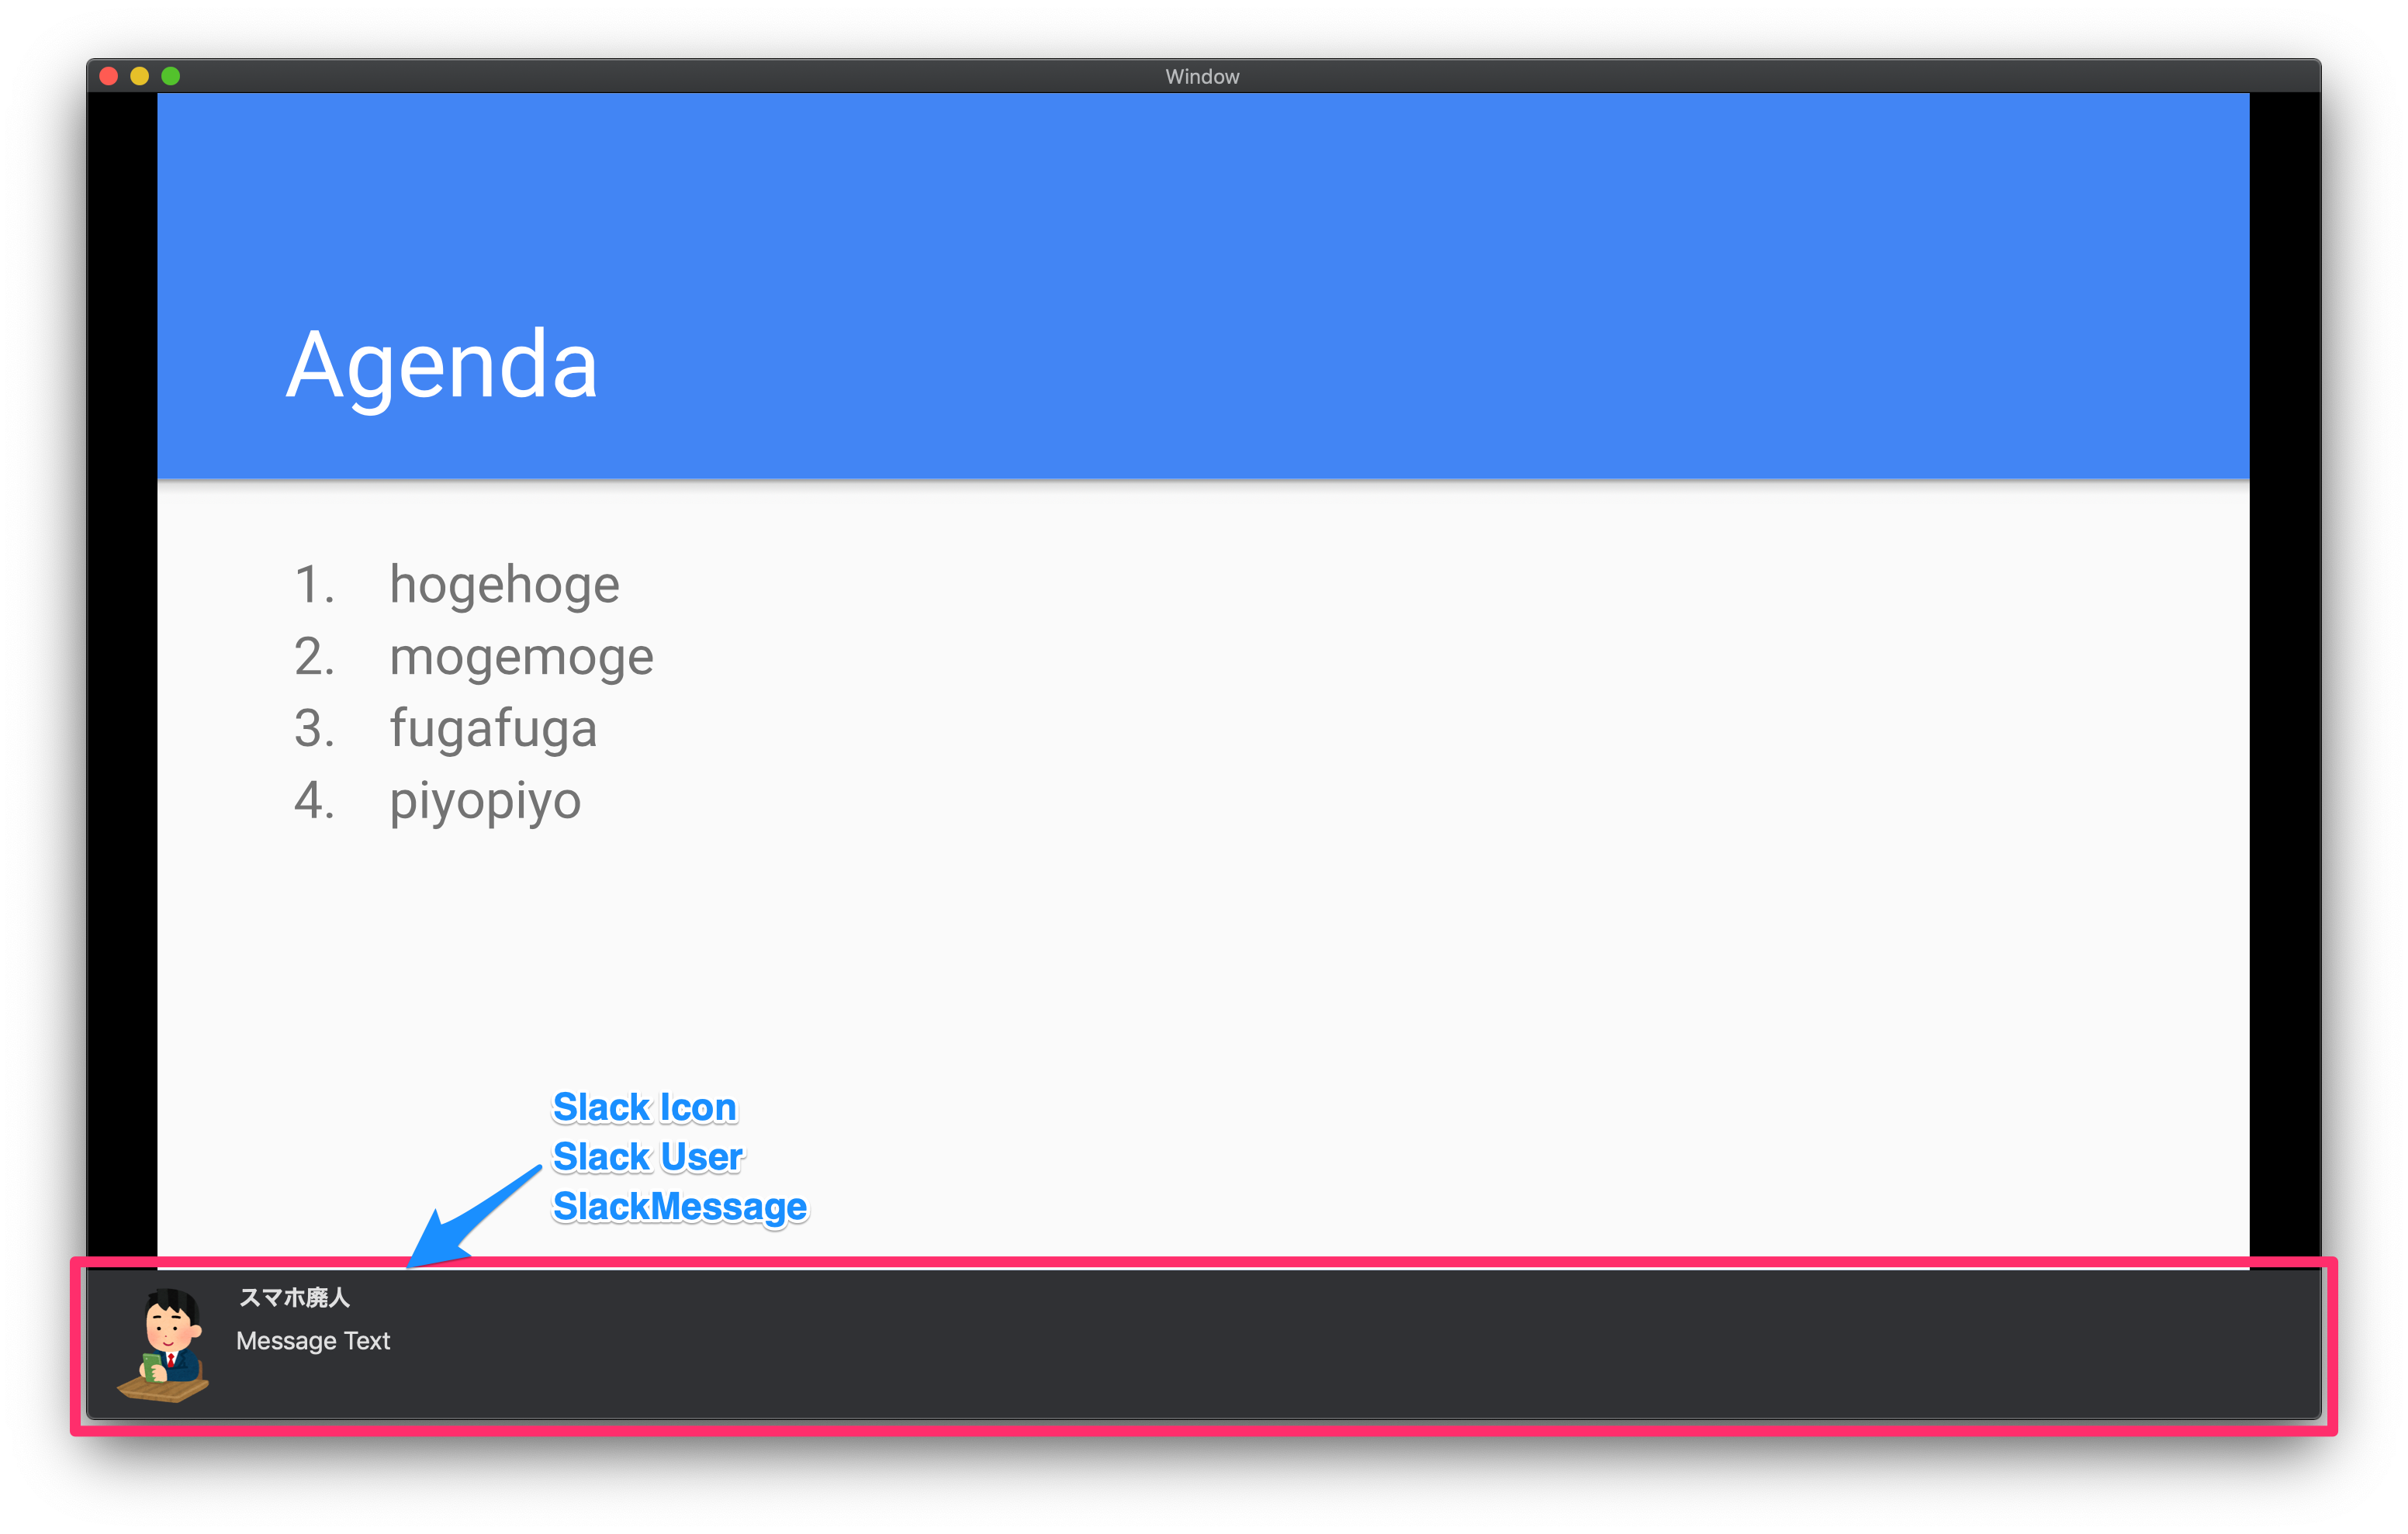 Window
Agenda
1. hogehoge
2. mogemoge
3. fugafuga
4. piyopiyo
Slack Icon
Slack User
SlackMessage
スマホ廃人
Message Text